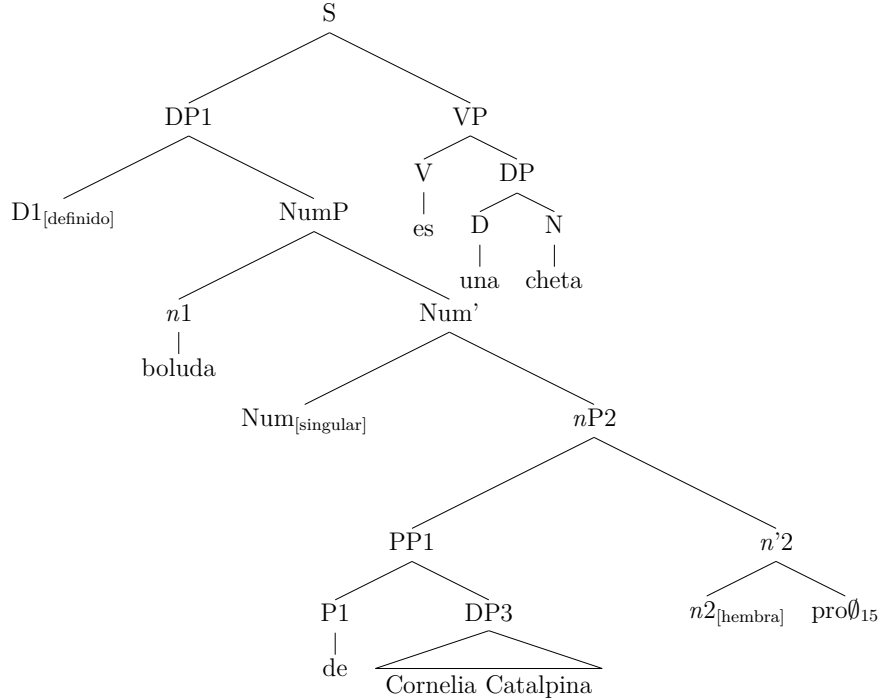 S
DP1 VP
V DP
D1[definido] NumP es D N
una cheta
n1 Num'
boluda
Num[singular] nP2
PP1 n'2
P1 DP3 n2[hembra] pro∅15
de Cornelia Catalpina